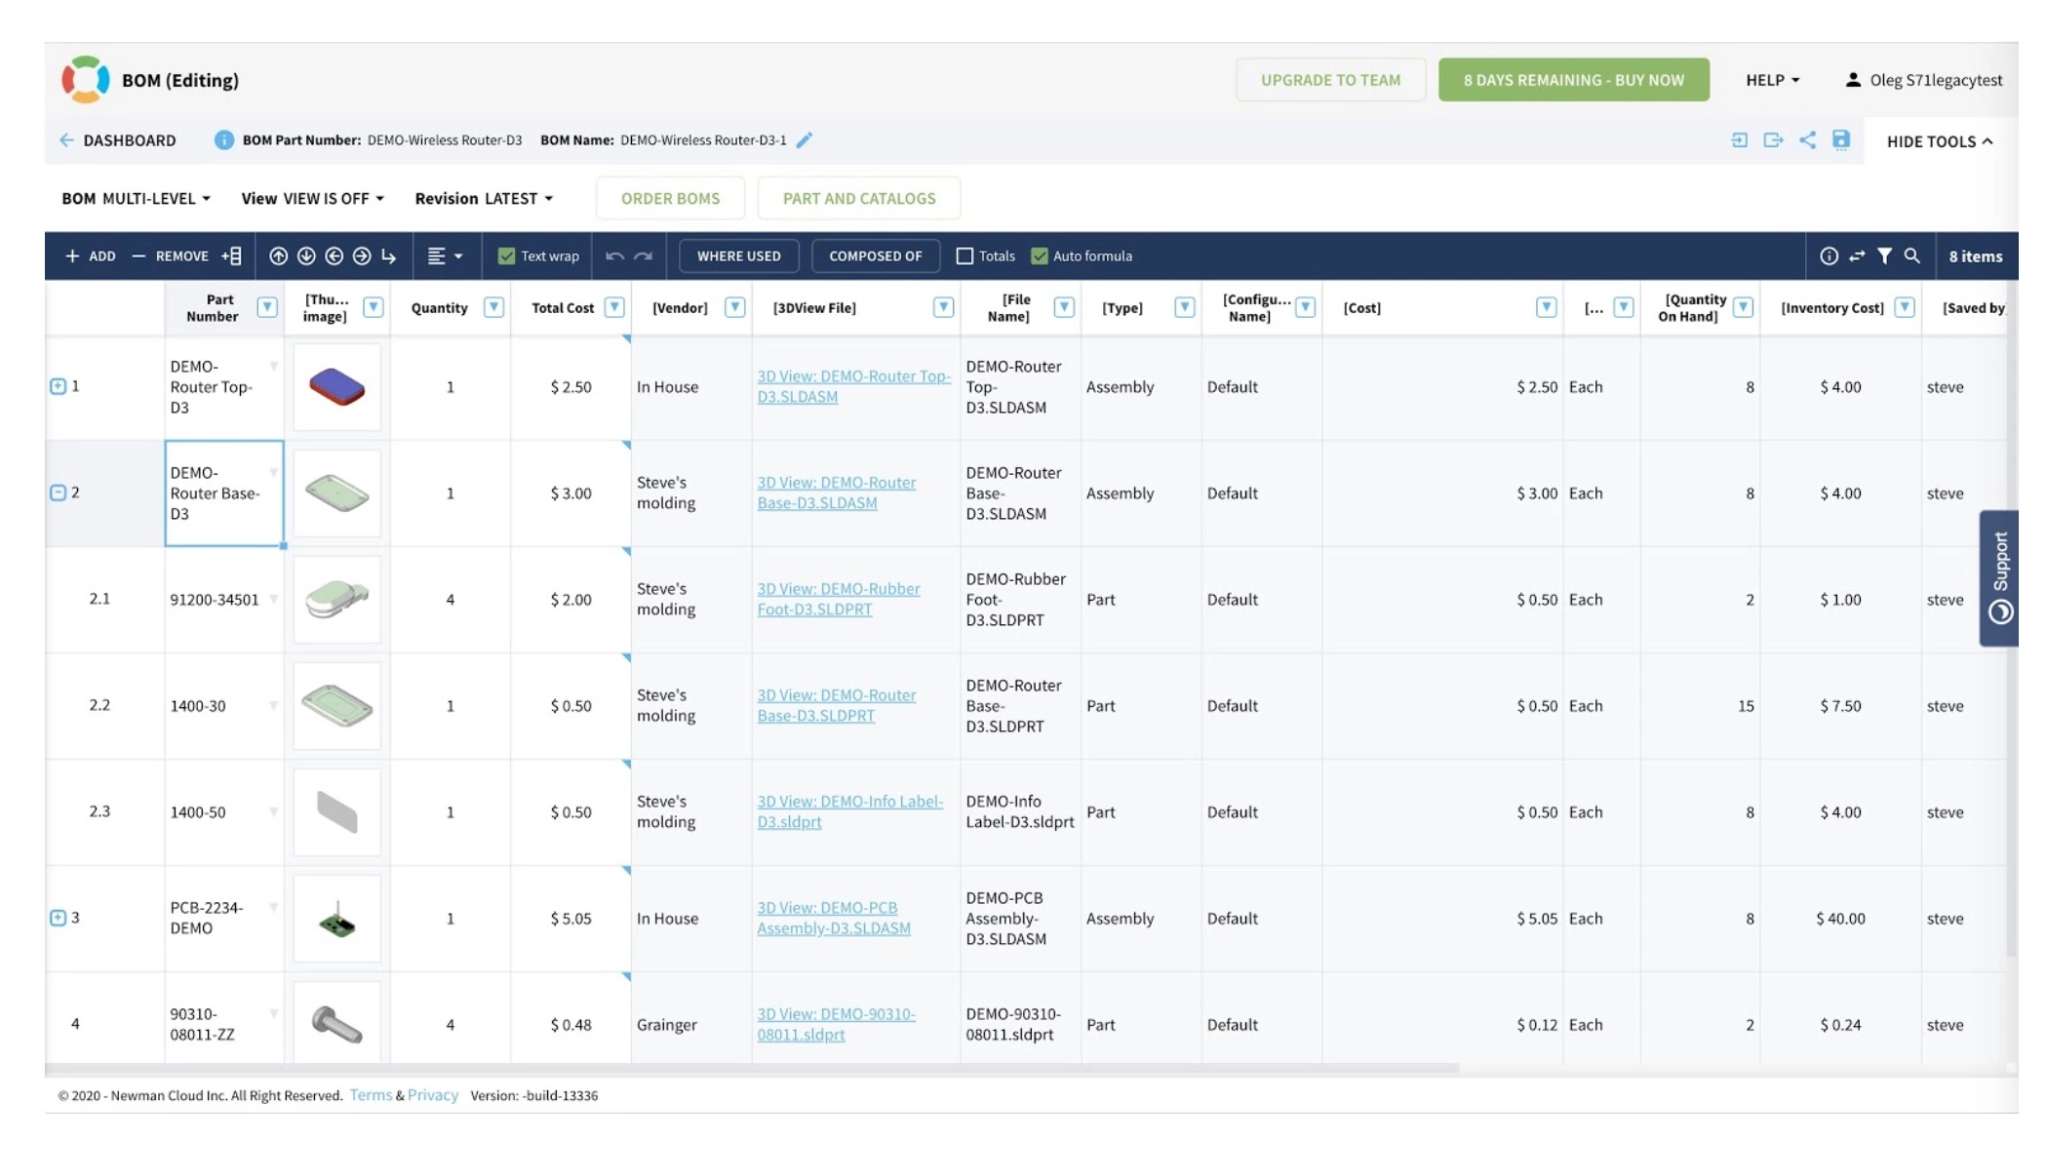 BOM (Editing)
UPGRADE TO TEAM
8 DAYS REMAINING - BUY NOW
HELP
Oleg S71legacytest
DASHBOARD
BOM Part Number: DEMO-Wireless Router-D3 BOM Name: DEMO-Wireless Router-D3-1
HIDE TOOLS
BOM MULTI-LEVEL
View VIEW IS OFF
Revision LATEST
ORDER BOMS
PART AND CATALOGS
ADD
REMOVE
Text wrap
WHERE USED
COMPOSED OF
Totals
Auto formula
8 items
Part
Number
[Thu...
image]
Quantity
Total Cost
[Vendor]
[3DView File]
[File
Name]
[Type]
[Configu...
Name]
[Cost]
[...
[Quantity
On Hand]
[Inventory Cost]
[Saved by
1
DEMO-
Router Top-
D3
1
$ 2.50
In House
3D View: DEMO-Router Top-
D3.SLDASM
DEMO-Router
Top-
D3.SLDASM
Assembly
Default
$ 2.50
Each
8
$ 4.00
steve
2
DEMO-
Router Base-
D3
1
$ 3.00
Steve's
molding
3D View: DEMO-Router
Base-D3.SLDASM
DEMO-Router
Base-
D3.SLDASM
Assembly
Default
$ 3.00
Each
8
$ 4.00
steve
2.1
91200-34501
4
$ 2.00
Steve's
molding
3D View: DEMO-Rubber
Foot-D3.SLDPRT
DEMO-Rubber
Foot-
D3.SLDPRT
Part
Default
$ 0.50
Each
2
$ 1.00
steve
2.2
1400-30
1
$ 0.50
Steve's
molding
3D View: DEMO-Router
Base-D3.SLDPRT
DEMO-Router
Base-
D3.SLDPRT
Part
Default
$ 0.50
Each
15
$ 7.50
steve
2.3
1400-50
1
$ 0.50
Steve's
molding
3D View: DEMO-Info Label-
D3.sldprt
DEMO-Info
Label-D3.sldprt
Part
Default
$ 0.50
Each
8
$ 4.00
steve
3
PCB-2234-
DEMO
1
$ 5.05
In House
3D View: DEMO-PCB
Assembly-D3.SLDASM
DEMO-PCB
Assembly-
D3.SLDASM
Assembly
Default
$ 5.05
Each
8
$ 40.00
steve
4
90310-
08011-ZZ
4
$ 0.48
Grainger
3D View: DEMO-90310-
08011.sldprt
DEMO-90310-
08011.sldprt
Part
Default
$ 0.12
Each
2
$ 0.24
steve
Support
© 2020 - Newman Cloud Inc. All Right Reserved. Terms & Privacy Version: -build-13336